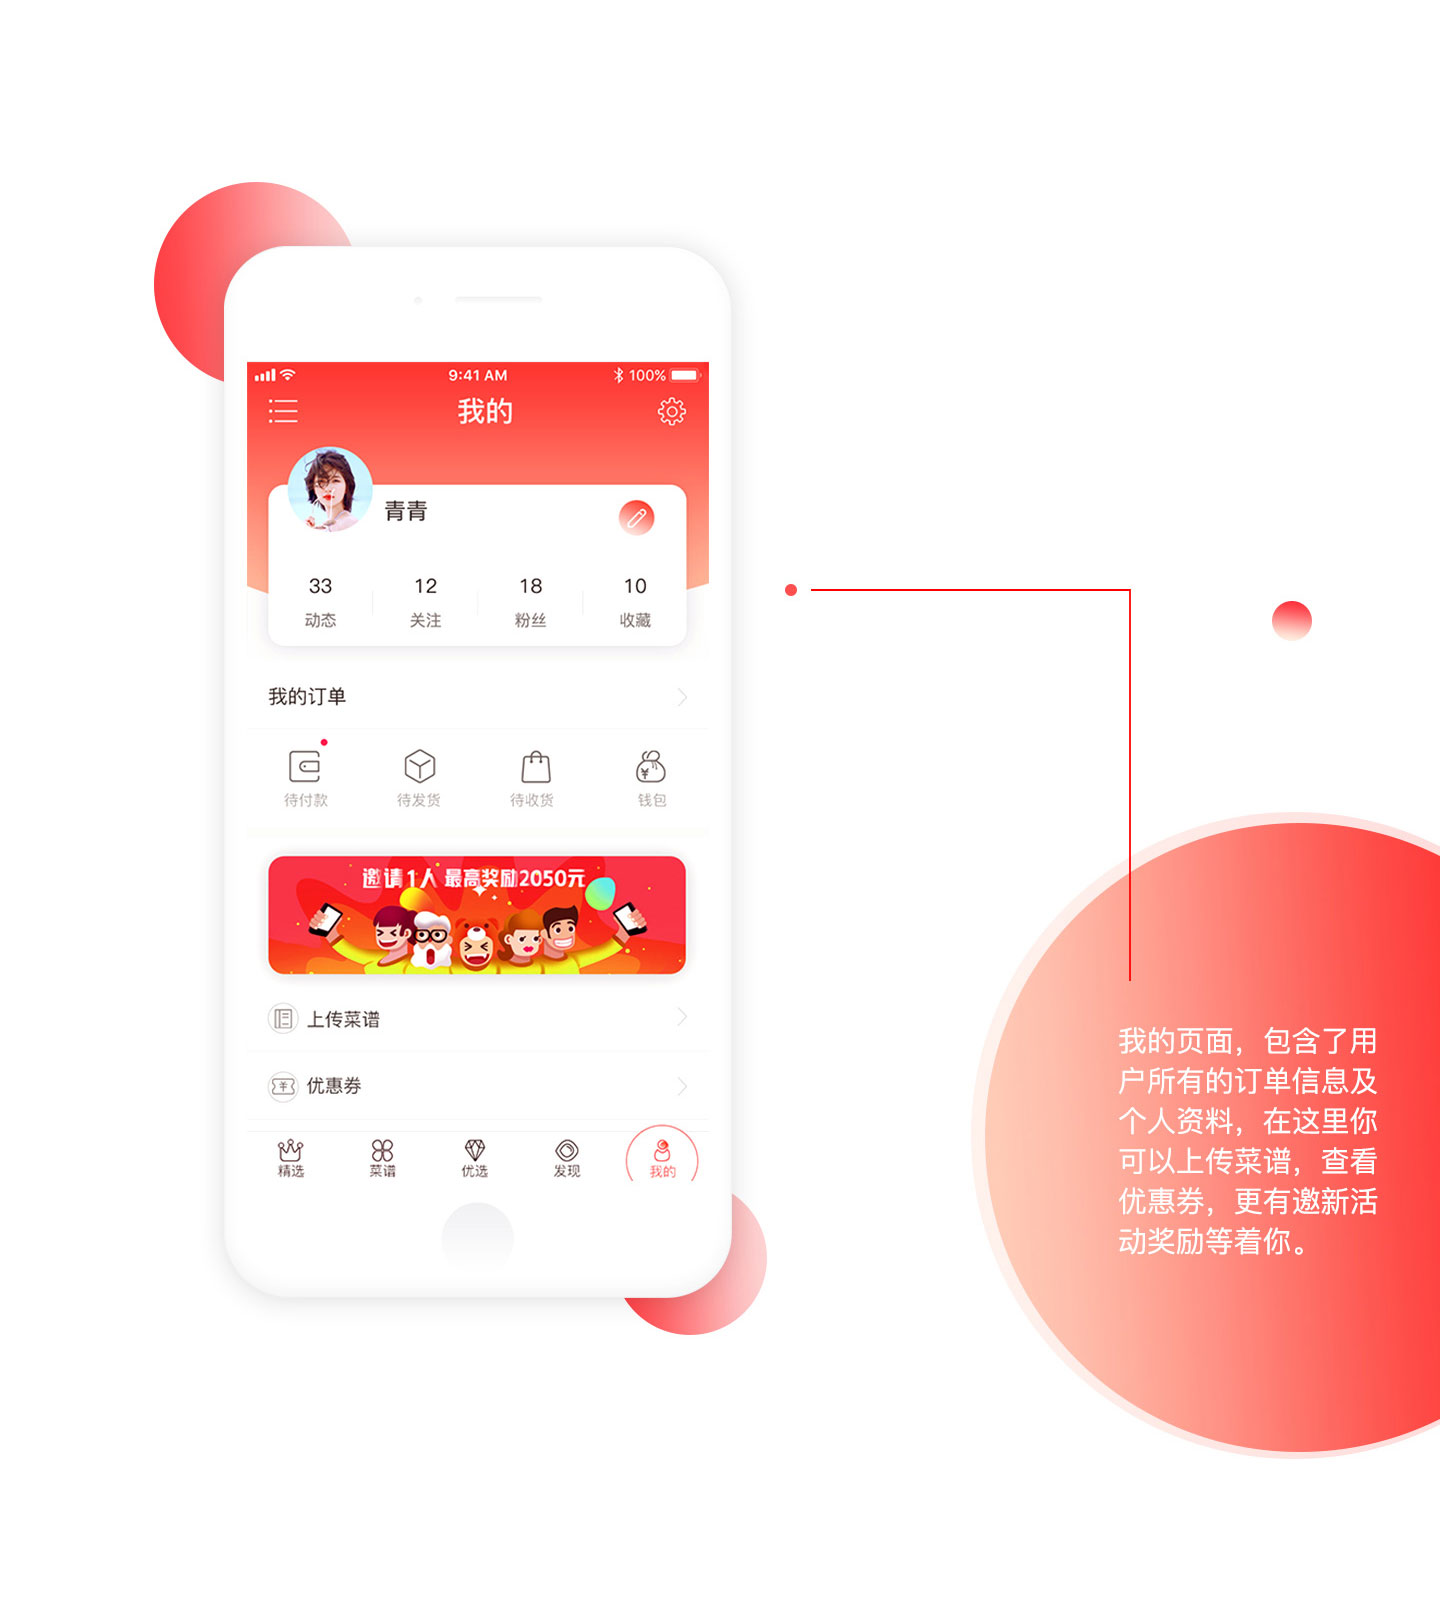 9:41 AM
100%
我的
青青
33
12
18
10
动态
关注
粉丝
收藏
我的订单
待付款
待发货
待收货
钱包
邀请1人 最高奖励2050元
上传菜谱
优惠券
精选
菜谱
优选
发现
我的
我的页面，包含了用
户所有的订单信息及
个人资料，在这里你
可以上传菜谱，查看
优惠券，更有邀新活
动奖励等着你。